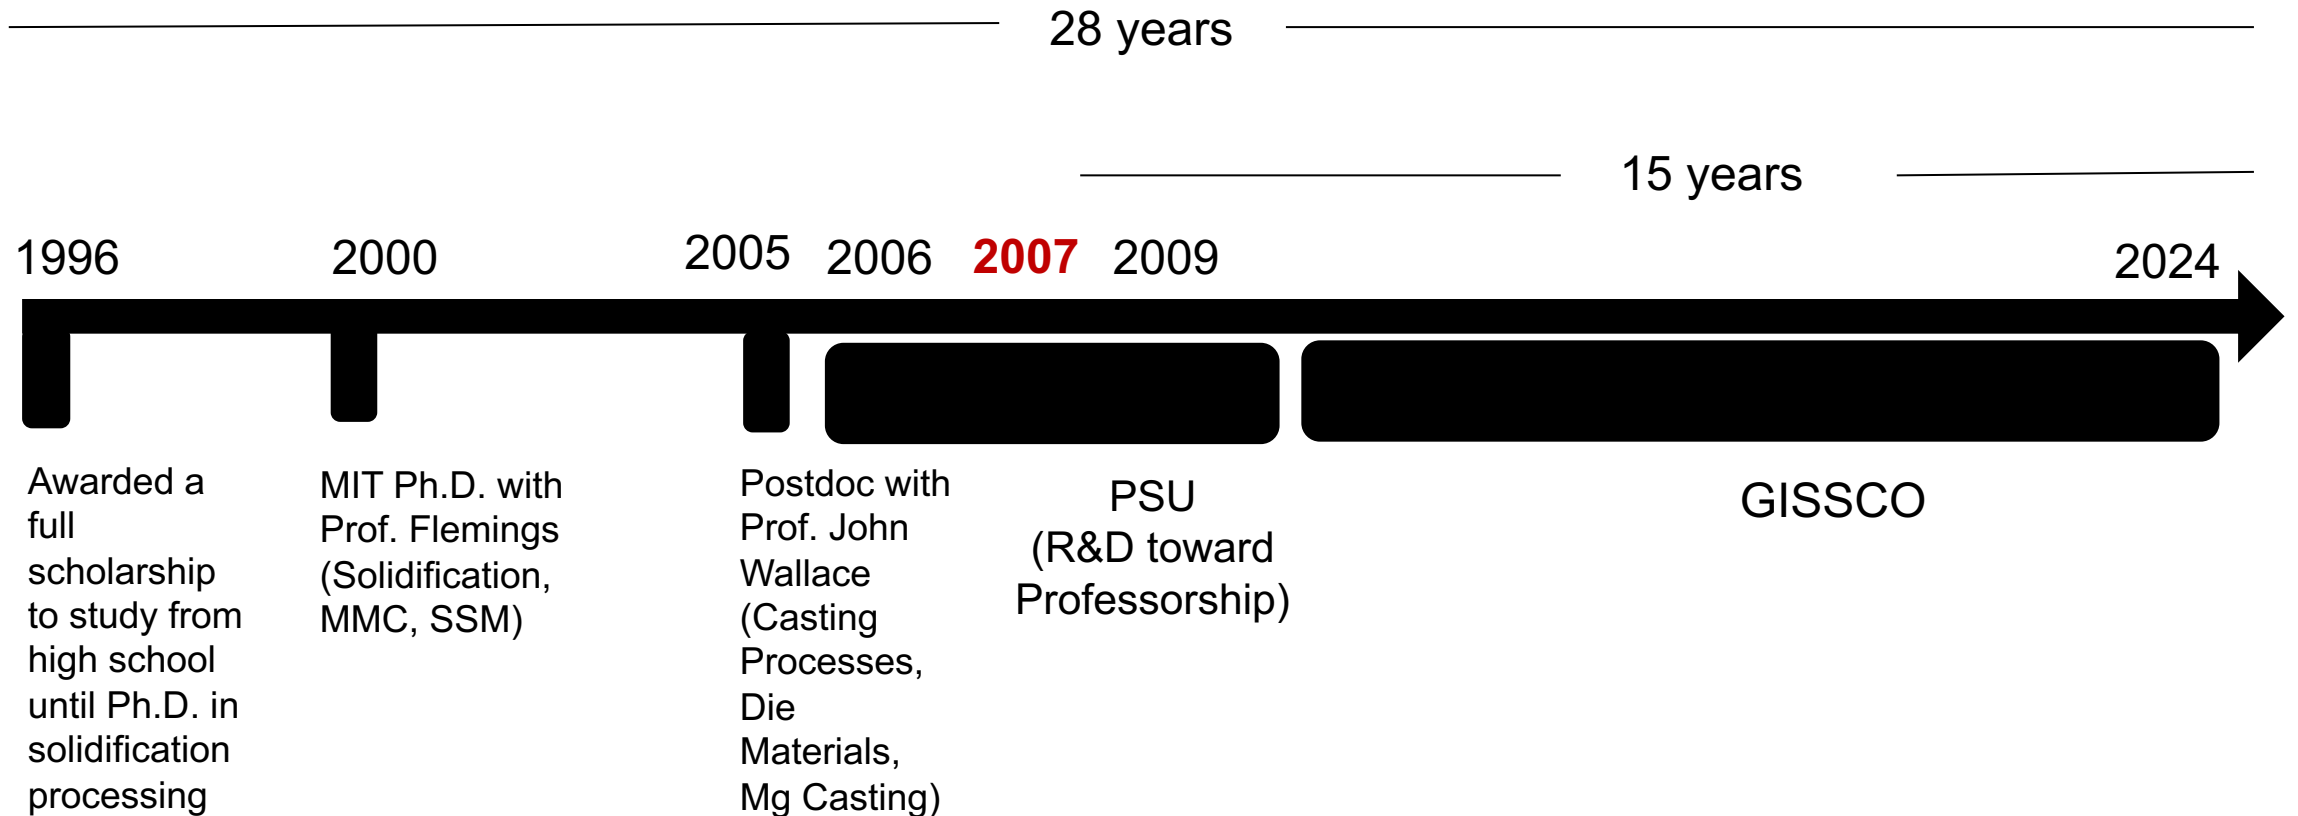 28 years
15 years
1996
2000
2005
2006
2007
2009
2024
Awarded a
full
scholarship
to study from
high school
until Ph.D. in
solidification
processing
MIT Ph.D. with
Prof. Flemings
(Solidification,
MMC, SSM)
Postdoc with
Prof. John
Wallace
(Casting
Processes,
Die
Materials,
Mg Casting)
PSU
(R&D toward
Professorship)
GISSCO